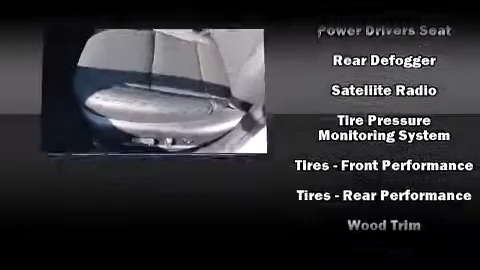 Power Drivers Seat
Rear Defogger
Satellite Radio
Tire Pressure
Monitoring System
Tires - Front Performance
Tires - Rear Performance
Wood Trim